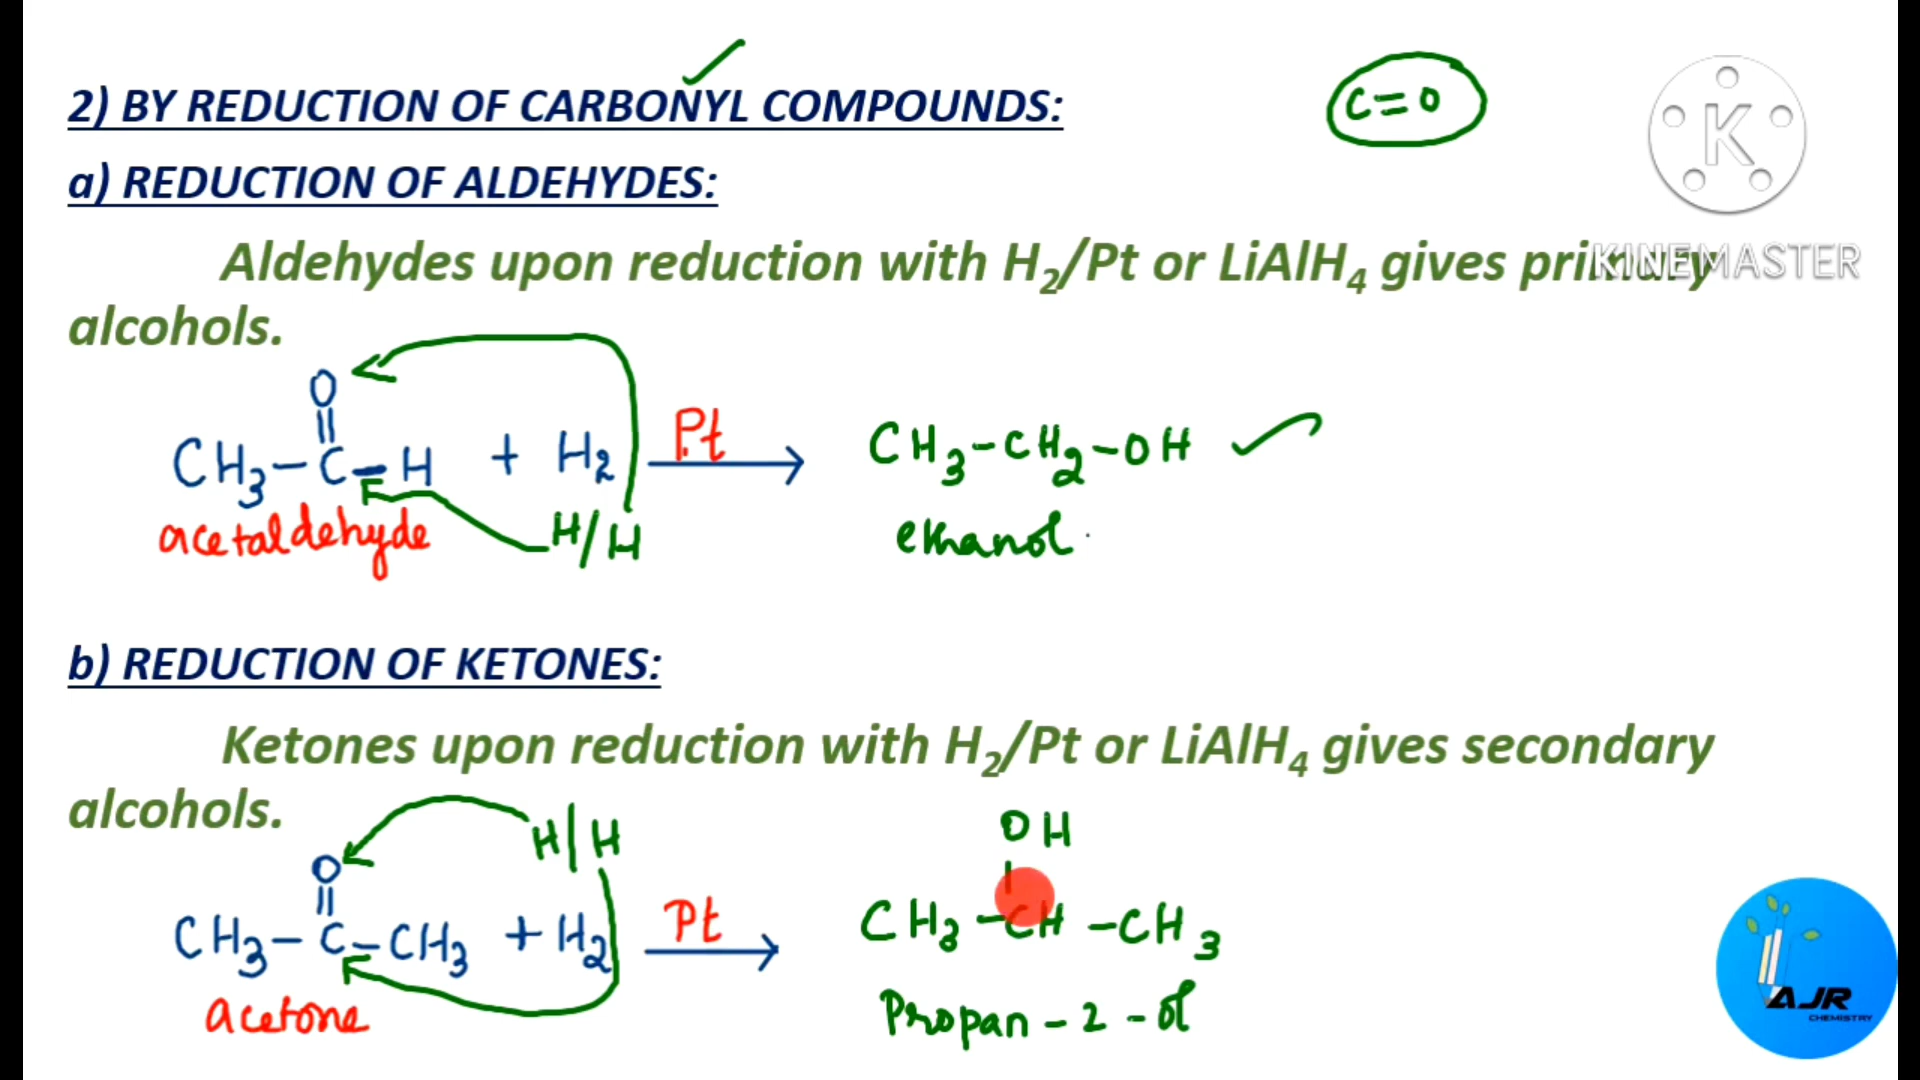 2) BY REDUCTION OF CARBONYL COMPOUNDS:
C=O
K
a) REDUCTION OF ALDEHYDES:
Aldehydes upon reduction with H2/Pt or LiAlH4 gives primary
KINEMASTER
alcohols.
O
||
CH3-C-H + H2 Pt CH3-CH2-OH
acetaldehyde H/H ethanol
b) REDUCTION OF KETONES:
Ketones upon reduction with H2/Pt or LiAlH4 gives secondary
alcohols.
H/H OH
O
||
CH3-C-CH3 + H2 Pt CH3-CH-CH3
acetone Propan-2-ol
AJR
CHEMISTRY